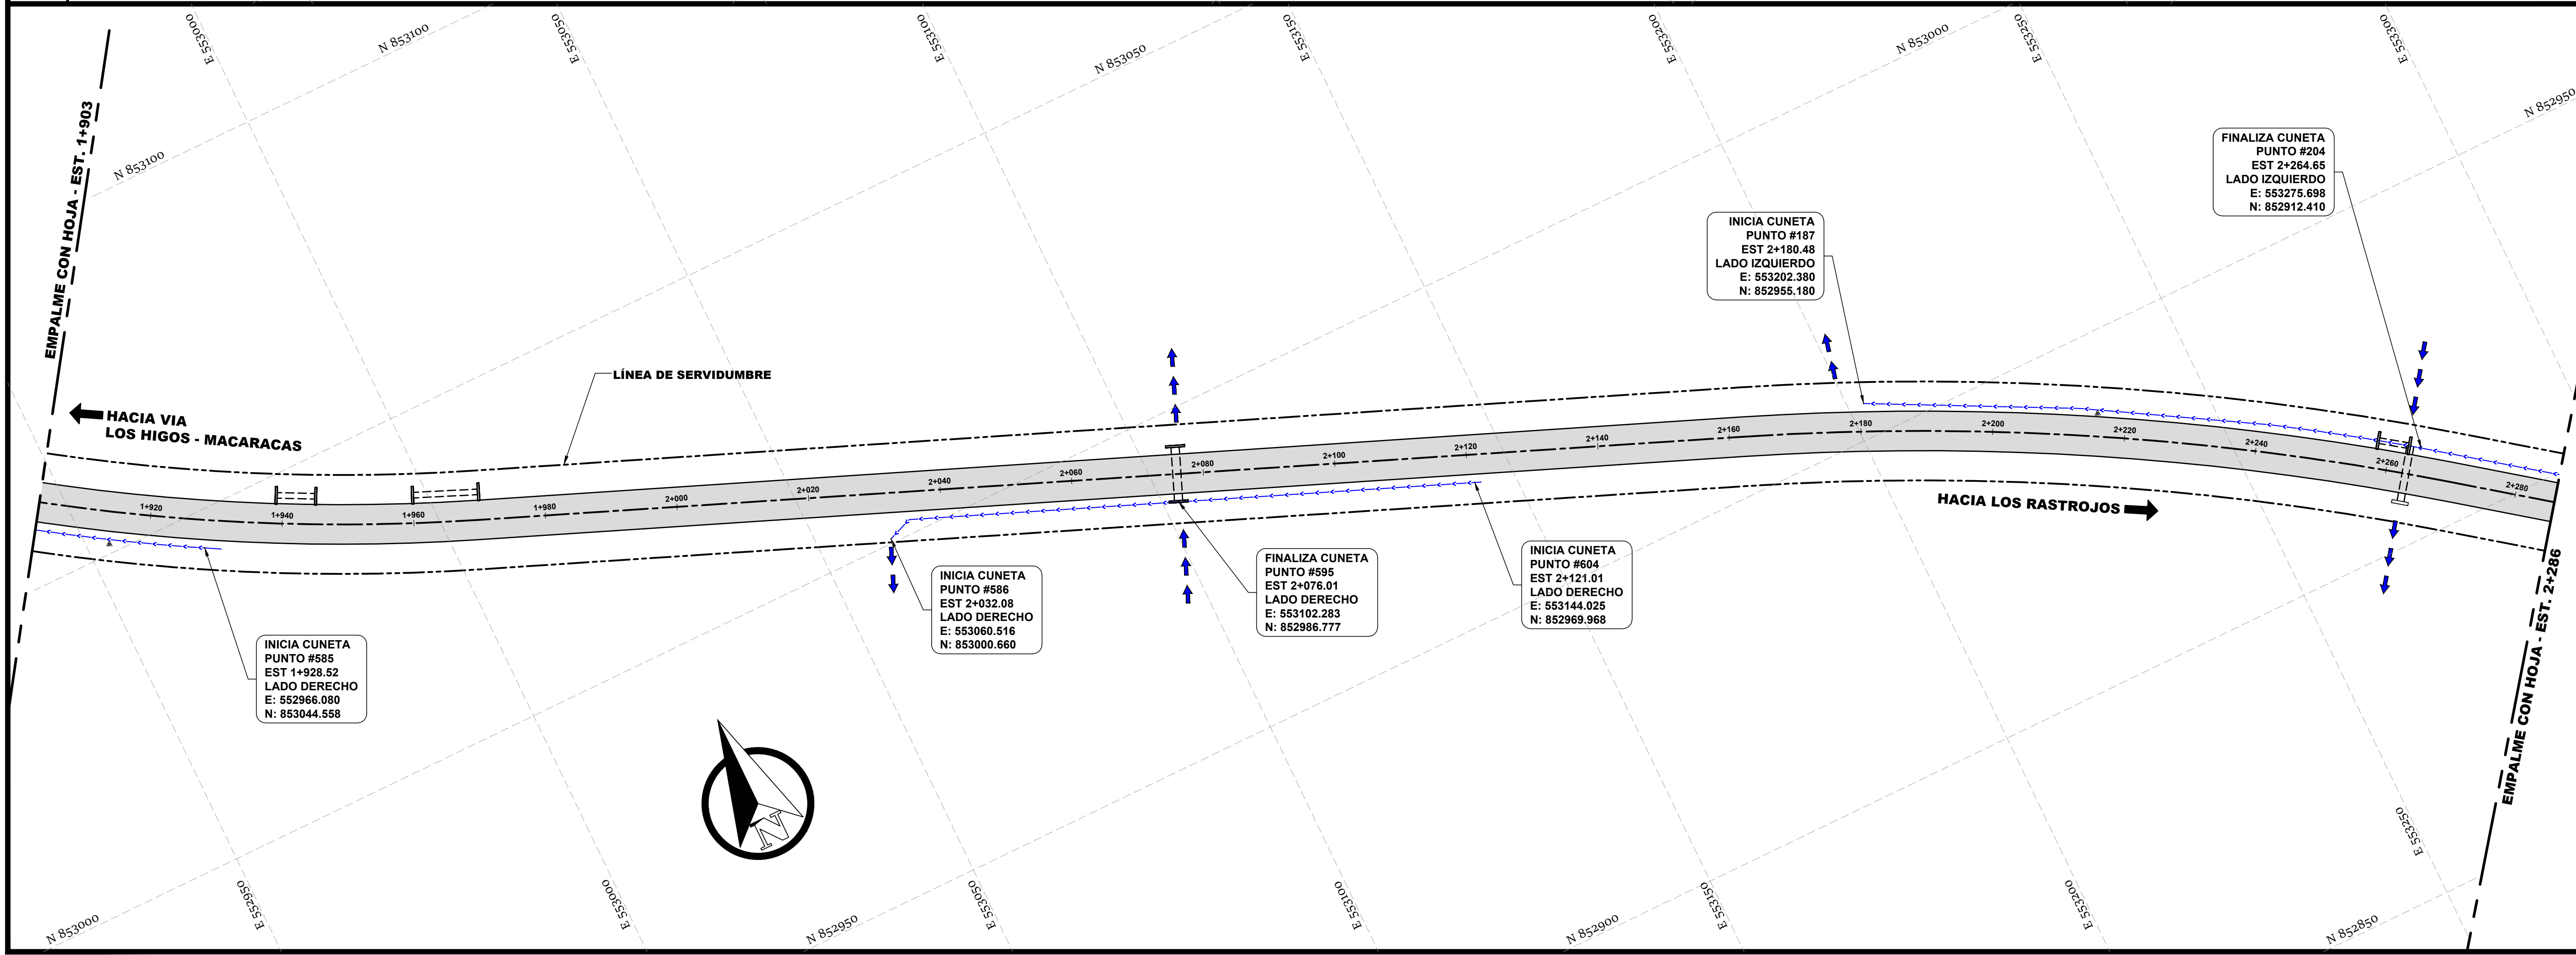 E 553000
E 553050
E 553100
E 553150
E 553200
E 553250
E 553300
N 853100
N 853050
N 853000
N 852950
N 853100
EMPALME CON HOJA - EST. 1+903
FINALIZA CUNETA
PUNTO #204
EST 2+264.65
LADO IZQUIERDO
E: 553275.698
N: 852912.410
INICIA CUNETA
PUNTO #187
EST 2+180.48
LADO IZQUIERDO
E: 553202.380
N: 852955.180
LÍNEA DE SERVIDUMBRE
HACIA VIA
LOS HIGOS - MACARACAS
1+920
1+940
1+960
1+980
2+000
2+020
2+040
2+060
2+080
2+100
2+120
2+140
2+160
2+180
2+200
2+220
2+240
2+260
2+280
HACIA LOS RASTROJOS
INICIA CUNETA
PUNTO #585
EST 1+928.52
LADO DERECHO
E: 552966.080
N: 853044.558
INICIA CUNETA
PUNTO #586
EST 2+032.08
LADO DERECHO
E: 553060.516
N: 853000.660
FINALIZA CUNETA
PUNTO #595
EST 2+076.01
LADO DERECHO
E: 553102.283
N: 852986.777
INICIA CUNETA
PUNTO #604
EST 2+121.01
LADO DERECHO
E: 553144.025
N: 852969.968
EMPALME CON HOJA - EST. 2+286
N
E 553250
N 853000
E 552950
E 553000
N 852950
E 553050
E 553100
N 852900
E 553150
E 553200
N 852850